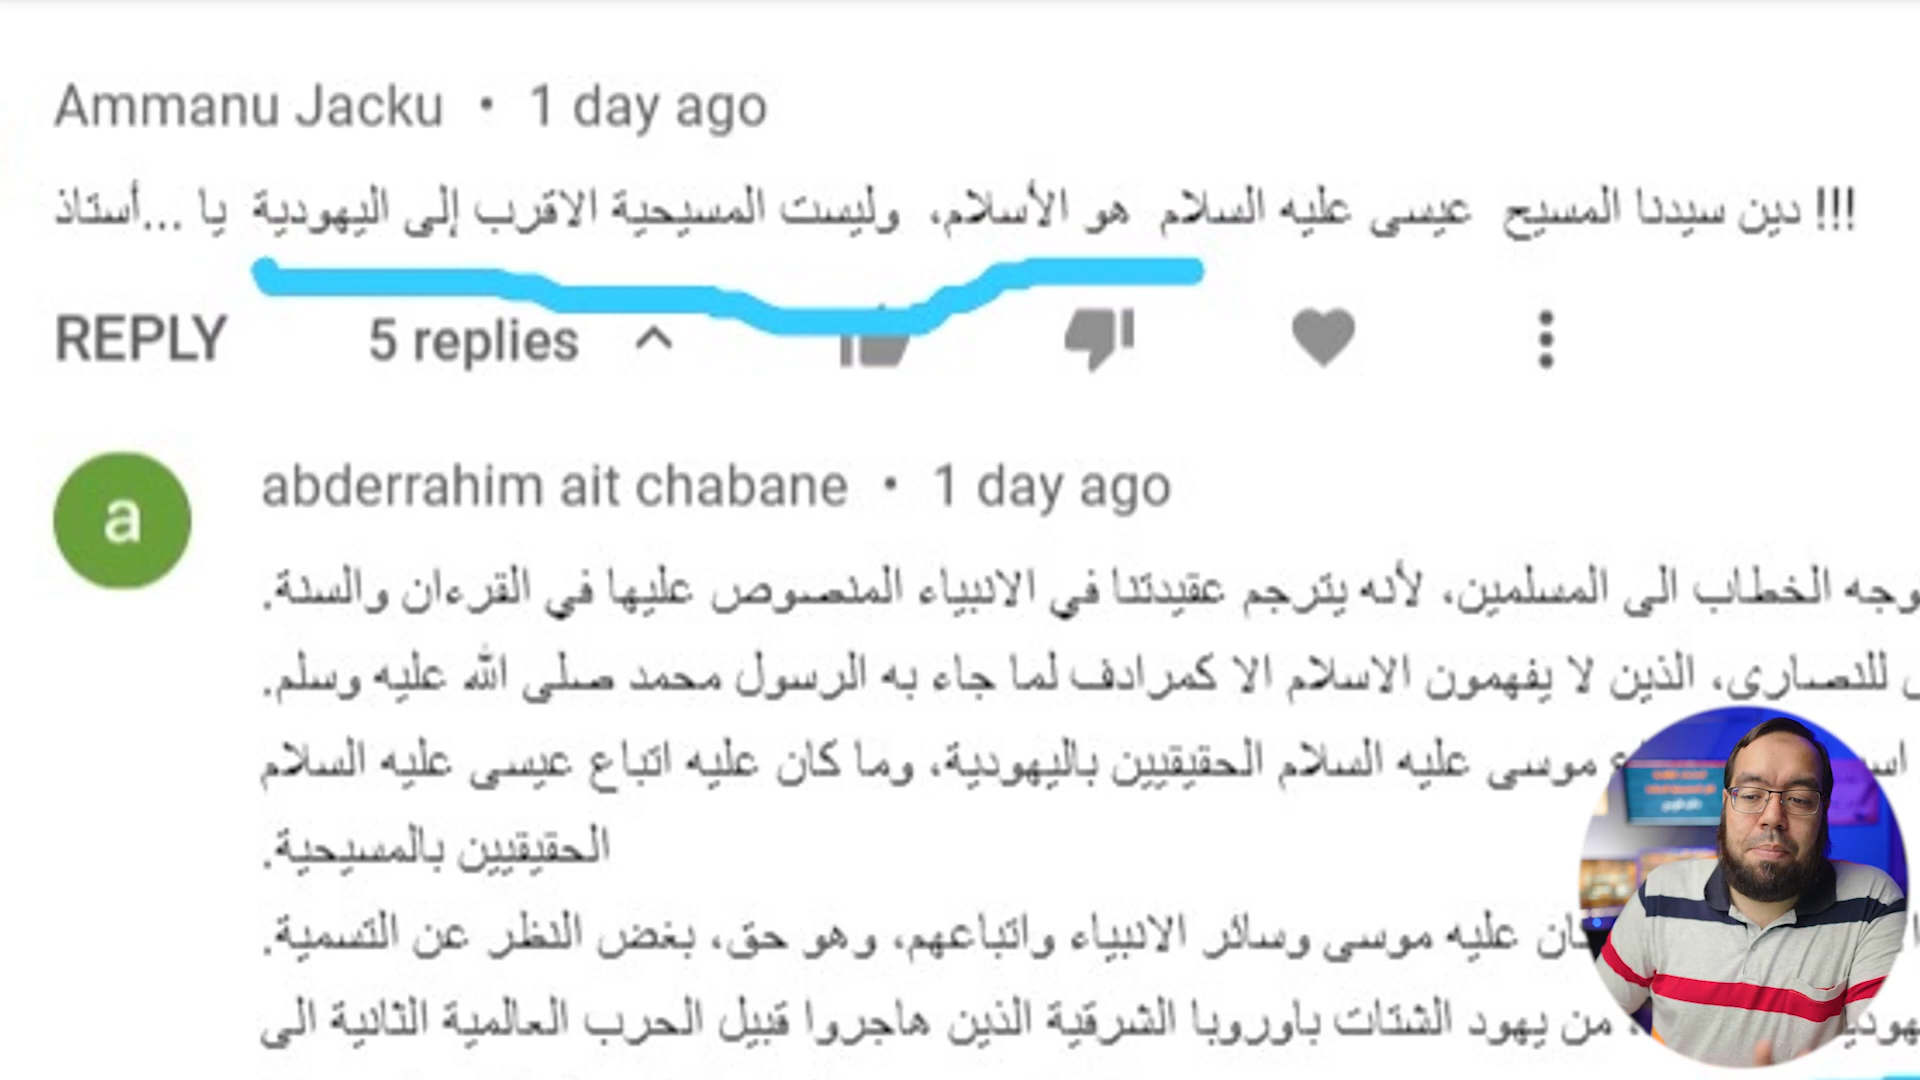 Ammanu Jacku • 1 day ago
!!! دين سيدنا المسيح عيسى عليه السلام هو الأسلام، وليست المسيحية الاقرب إلى اليهودية يا ...أستاذ
REPLY 5 replies
abderrahim ait chabane • 1 day ago
a
وجه الخطاب الى المسلمين، لأنه يترجم عقيدتنا في الانبياء المنصوص عليها في القرءان والسنة.
للنصارى، الذين لا يفهمون الاسلام الا كمرادف لما جاء به الرسول محمد صلى الله عليه وسلم.
موسى عليه السلام الحقيقيين باليهودية، وما كان عليه اتباع عيسى عليه السلام
الحقيقيين بالمسيحية.
كان عليه موسى وسائر الانبياء واتباعهم، وهو حق، بغض النظر عن التسمية.
من يهود الشتات باوروبا الشرقية الذين هاجروا قبيل الحرب العالمية الثانية الى